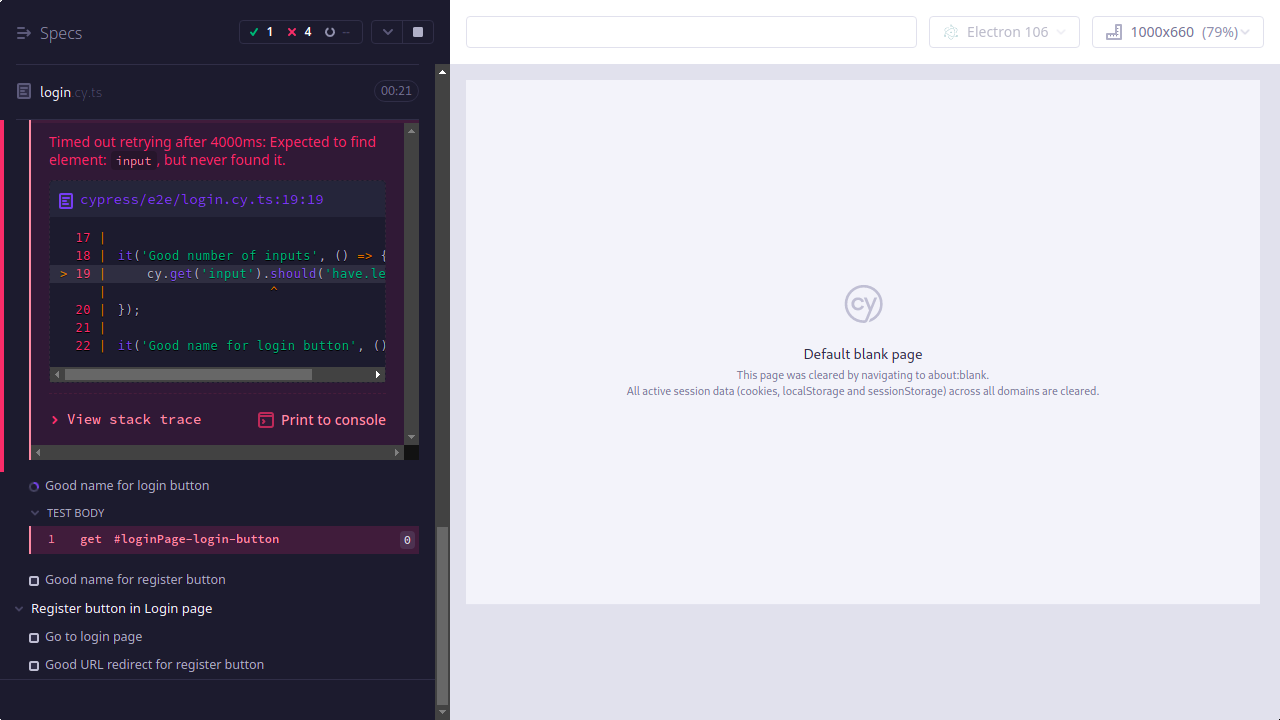 Specs
1
4
--
Electron 106
1000x660 (79%)
login.cy.ts
00:21
Timed out retrying after 4000ms: Expected to find
element: input, but never found it.
cypress/e2e/login.cy.ts:19:19
17 |
18 | it('Good number of inputs', () => {
> 19 | cy.get('input').should('have.le
| ^
20 | });
21 |
22 | it('Good name for login button', ()
View stack trace
Print to console
Good name for login button
TEST BODY
1 get #loginPage-login-button 0
Good name for register button
Register button in Login page
Go to login page
Good URL redirect for register button
cy
Default blank page
This page was cleared by navigating to about:blank.
All active session data (cookies, localStorage and sessionStorage) across all domains are cleared.